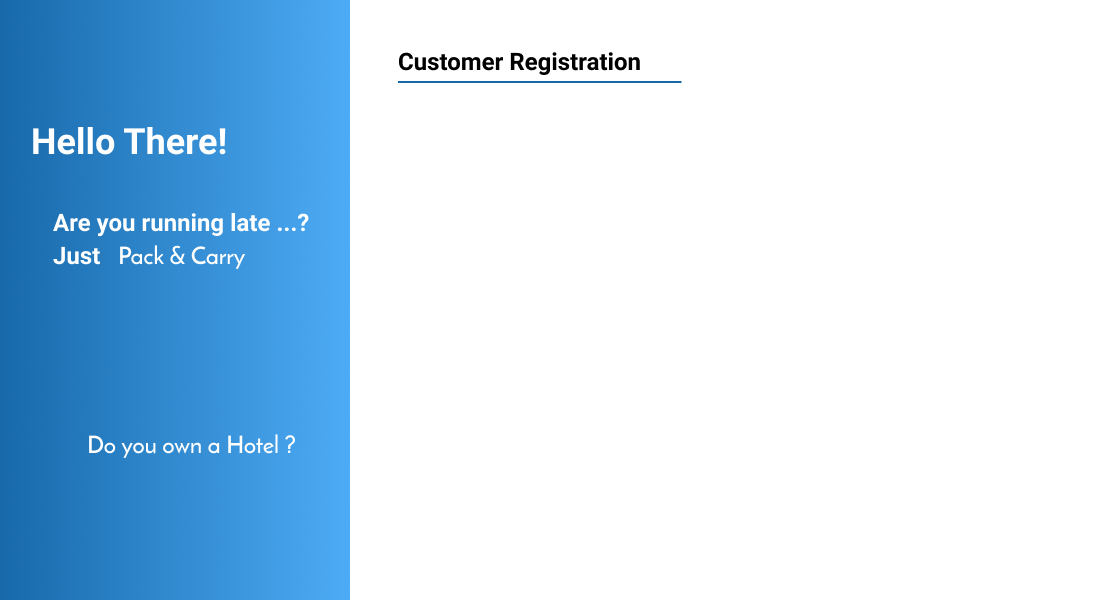 Hello There!
Are you running late ...?
Just Pack & Carry
Do you own a Hotel ?
Customer Registration